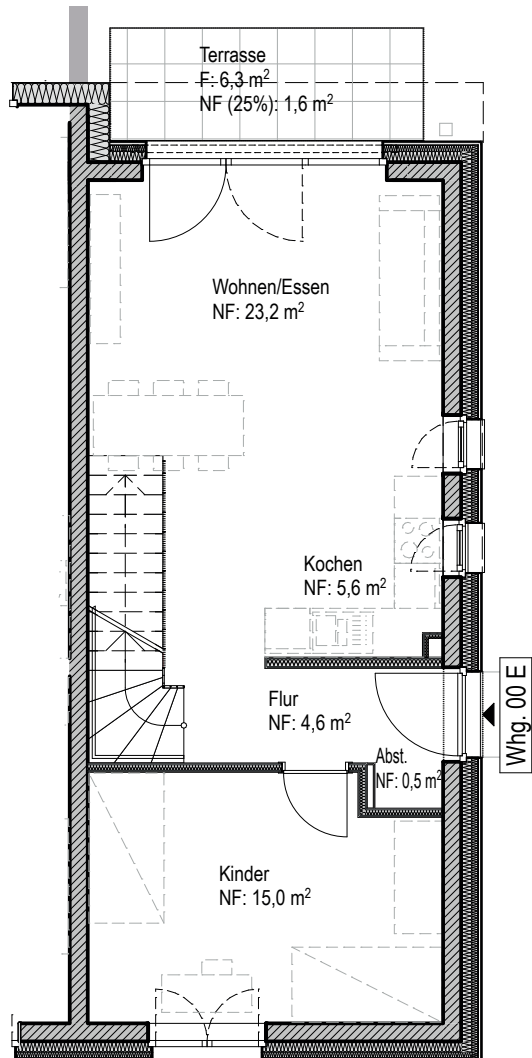 Terrasse
F: 6,3 m²
NF (25%): 1,6 m²
Wohnen/Essen
NF: 23,2 m²
Kochen
NF: 5,6 m²
Flur
NF: 4,6 m²
Abst.
NF: 0,5 m²
Whg. 00 E
Kinder
NF: 15,0 m²